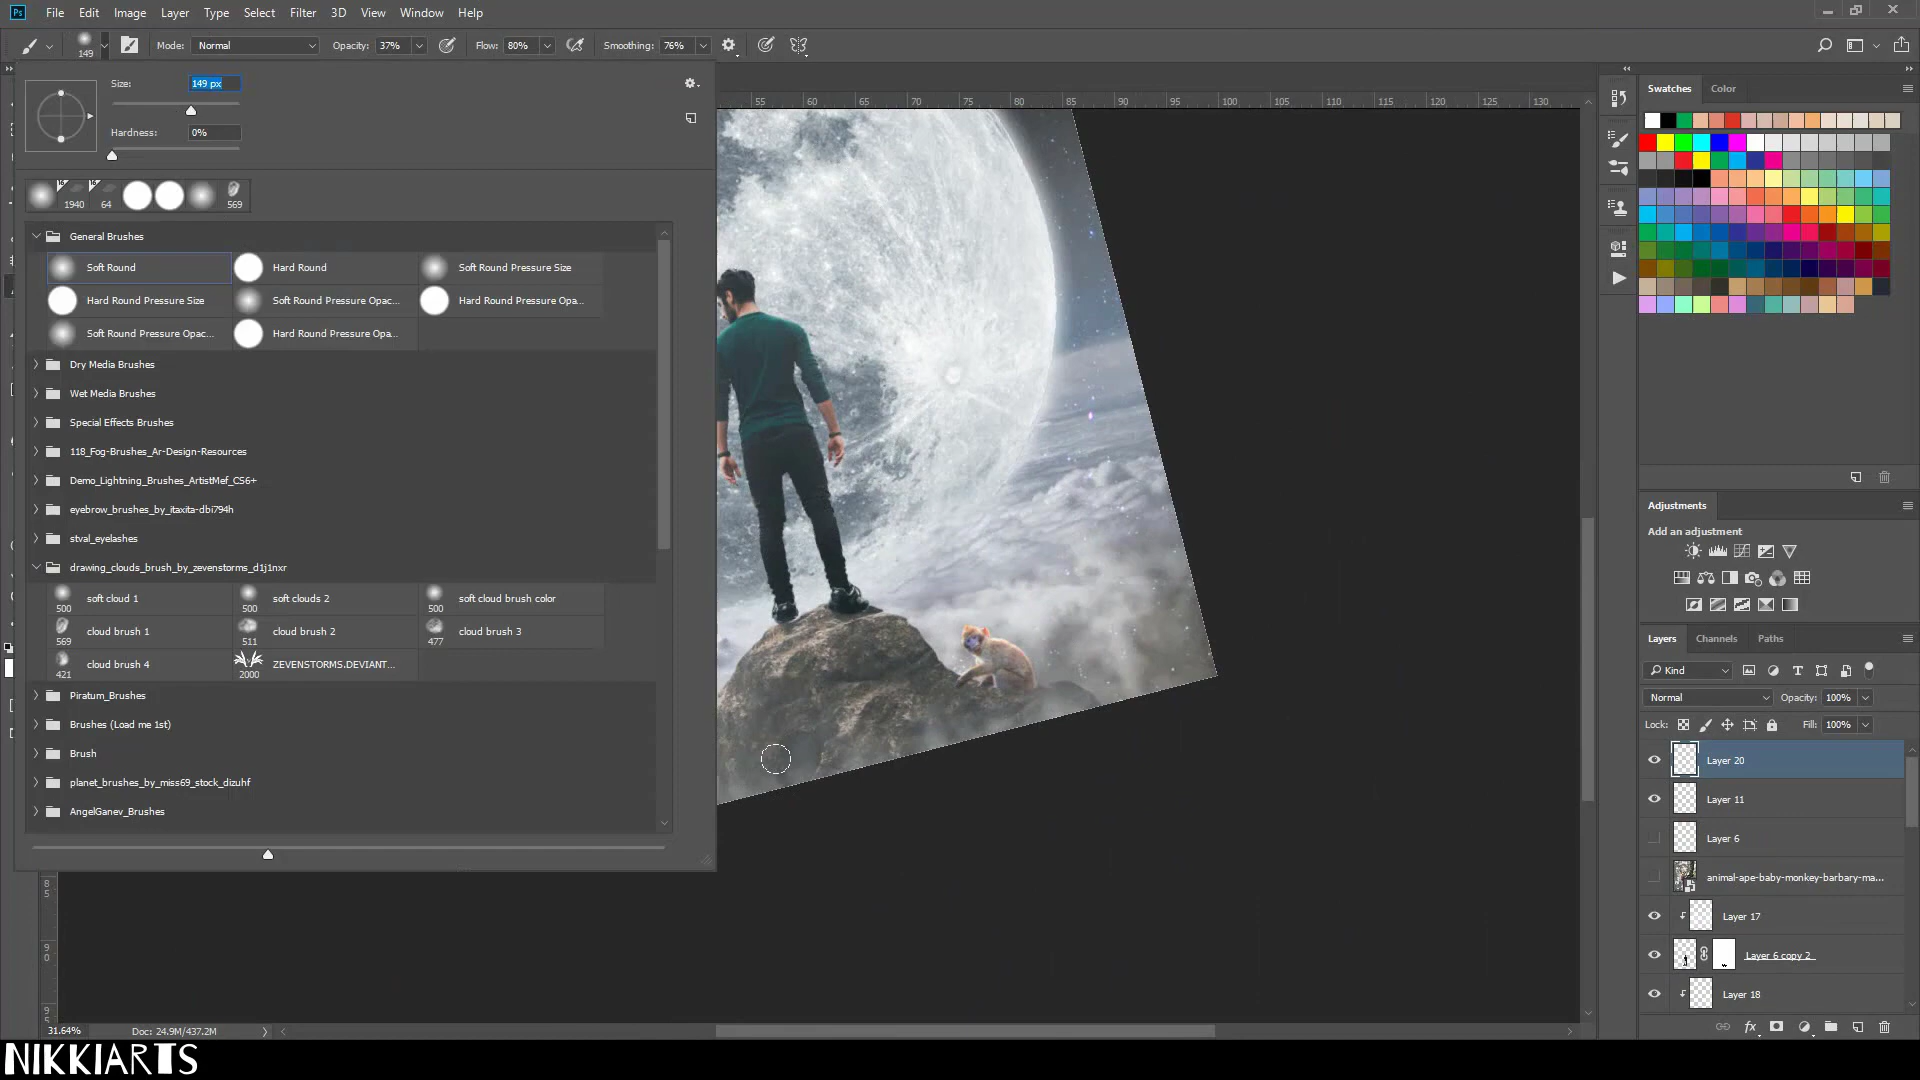 Ps File Edit Image Layer Type Select Filter 3D View Window Help
149 Mode: Normal Opacity: 37% Flow: 80% Smoothing: 76%
Size: 149 px
Hardness: 0%
1940 64 569
General Brushes
Soft Round Hard Round Soft Round Pressure Size
Hard Round Pressure Size Soft Round Pressure Opac... Hard Round Pressure Opa...
Soft Round Pressure Opac... Hard Round Pressure Opa...
Dry Media Brushes
Wet Media Brushes
Special Effects Brushes
118_Fog-Brushes_Ar-Design-Resources
Demo_Lightning_Brushes_ArtistMef_CS6+
eyebrow_brushes_by_itaxita-dbi794h
stval_eyelashes
drawing_clouds_brush_by_zevenstorms_d1j1nxr
500 soft cloud 1 500 soft clouds 2 500 soft cloud brush color
569 cloud brush 1 511 cloud brush 2 477 cloud brush 3
421 cloud brush 4 2000 ZEVENSTORMS.DEVIANT...
Piratum_Brushes
Brushes (Load me 1st)
Brush
planet_brushes_by_miss69_stock_dizuhf
AngelGanev_Brushes
55 60 65 70 75 80 85 90 95 100 105 110 115 120 125 130
85
90
95
31.64% Doc: 24.9M/437.2M
Swatches Color
Adjustments
Add an adjustment
Layers Channels Paths
Kind
Normal Opacity: 100%
Lock: Fill: 100%
Layer 20
Layer 11
Layer 6
animal-ape-baby-monkey-barbary-ma...
Layer 17
Layer 6 copy 2
Layer 18
fx
NIKKIARTS